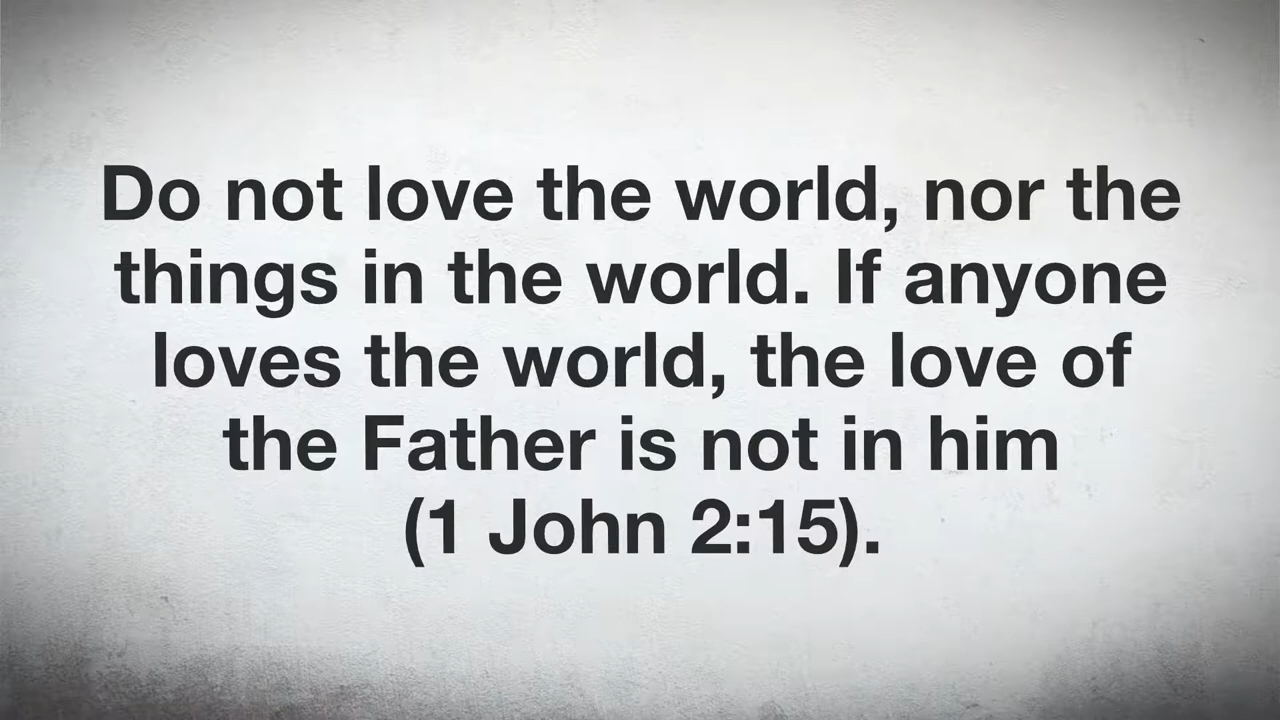 Do not love the world, nor the
things in the world. If anyone
loves the world, the love of
the Father is not in him
(1 John 2:15).